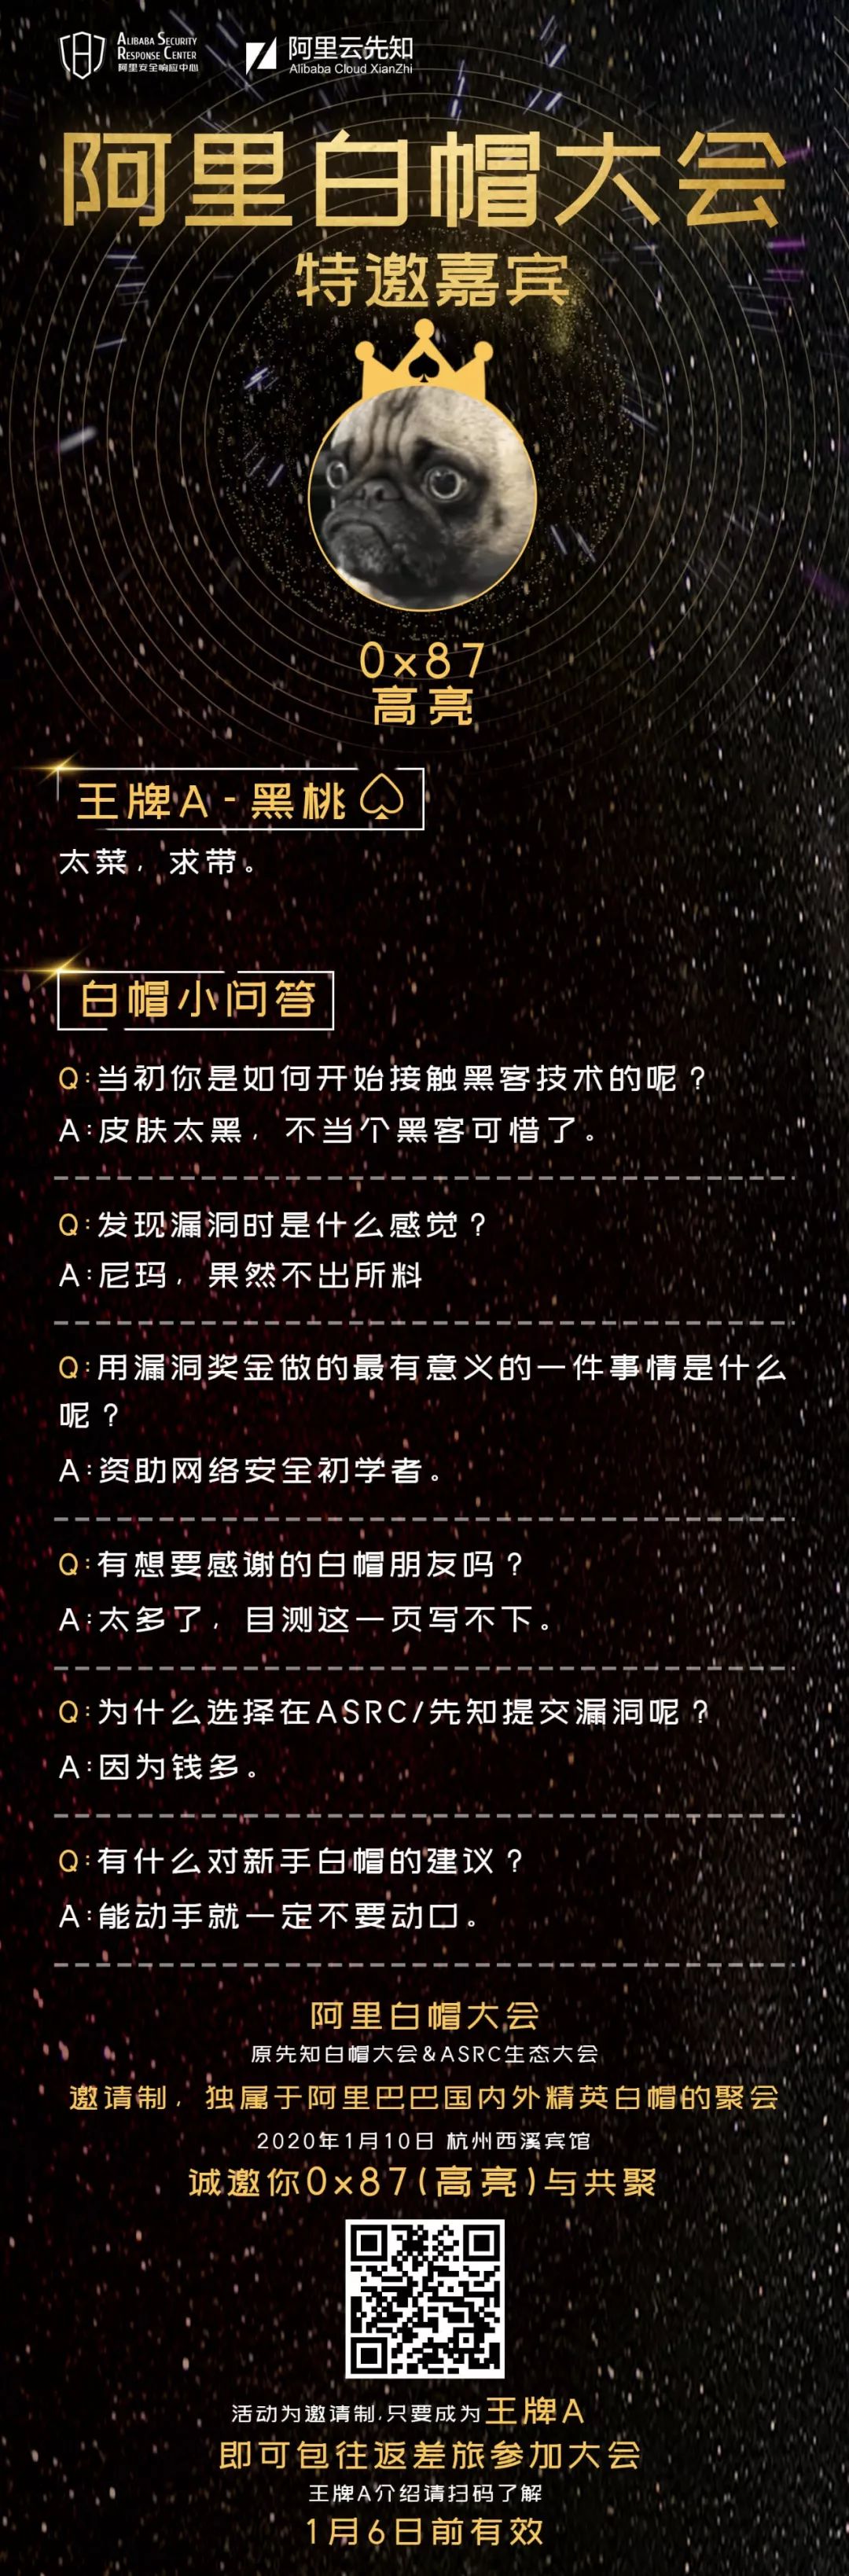 ALIBABA SECURITY
RESPONSE CENTER
阿里安全响应中心
阿里云先知
Alibaba Cloud XianZhi
阿里白帽大会
特邀嘉宾
0x87
高亮
王牌A-黑桃
太菜，求带。
白帽小问答
Q:当初你是如何开始接触黑客技术的呢？
A:皮肤太黑，不当个黑客可惜了。
Q:发现漏洞时是什么感觉？
A:尼玛，果然不出所料
Q:用漏洞奖金做的最有意义的一件事情是什么
呢？
A:资助网络安全初学者。
Q:有想要感谢的白帽朋友吗？
A:太多了，目测这一页写不下。
Q:为什么选择在ASRC/先知提交漏洞呢？
A:因为钱多。
Q:有什么对新手白帽的建议？
A:能动手就一定不要动口。
阿里白帽大会
原先知白帽大会&ASRC生态大会
邀请制，独属于阿里巴巴国内外精英白帽的聚会
2020年1月10日 杭州西溪宾馆
诚邀你0x87(高亮)与共聚
活动为邀请制,只要成为王牌A
即可包往返差旅参加大会
王牌A介绍请扫码了解
1月6日前有效